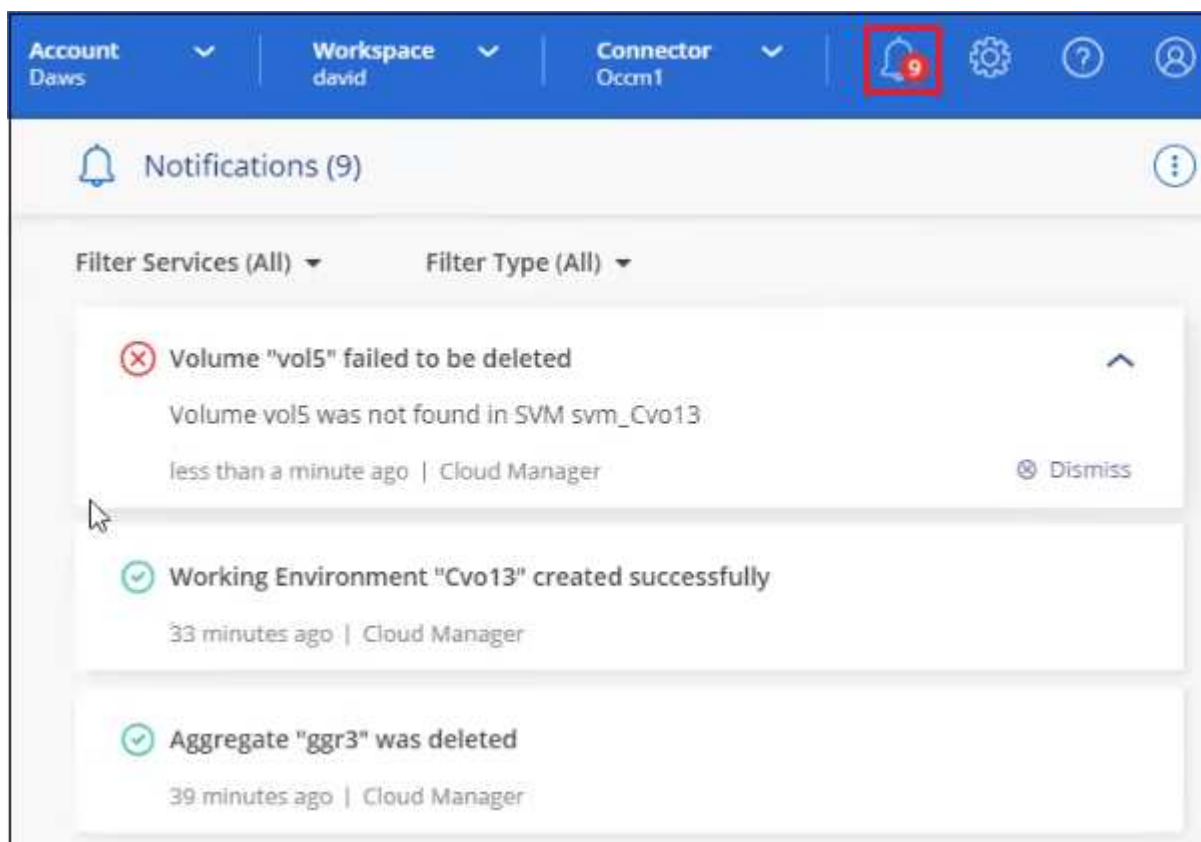 Account Workspace Connector
Daws david Occm1 9 ?
Notifications (9)
Filter Services (All) Filter Type (All)
Volume "vol5" failed to be deleted
Volume vol5 was not found in SVM svm_Cvo13
less than a minute ago | Cloud Manager Dismiss
Working Environment "Cvo13" created successfully
33 minutes ago | Cloud Manager
Aggregate "ggr3" was deleted
39 minutes ago | Cloud Manager